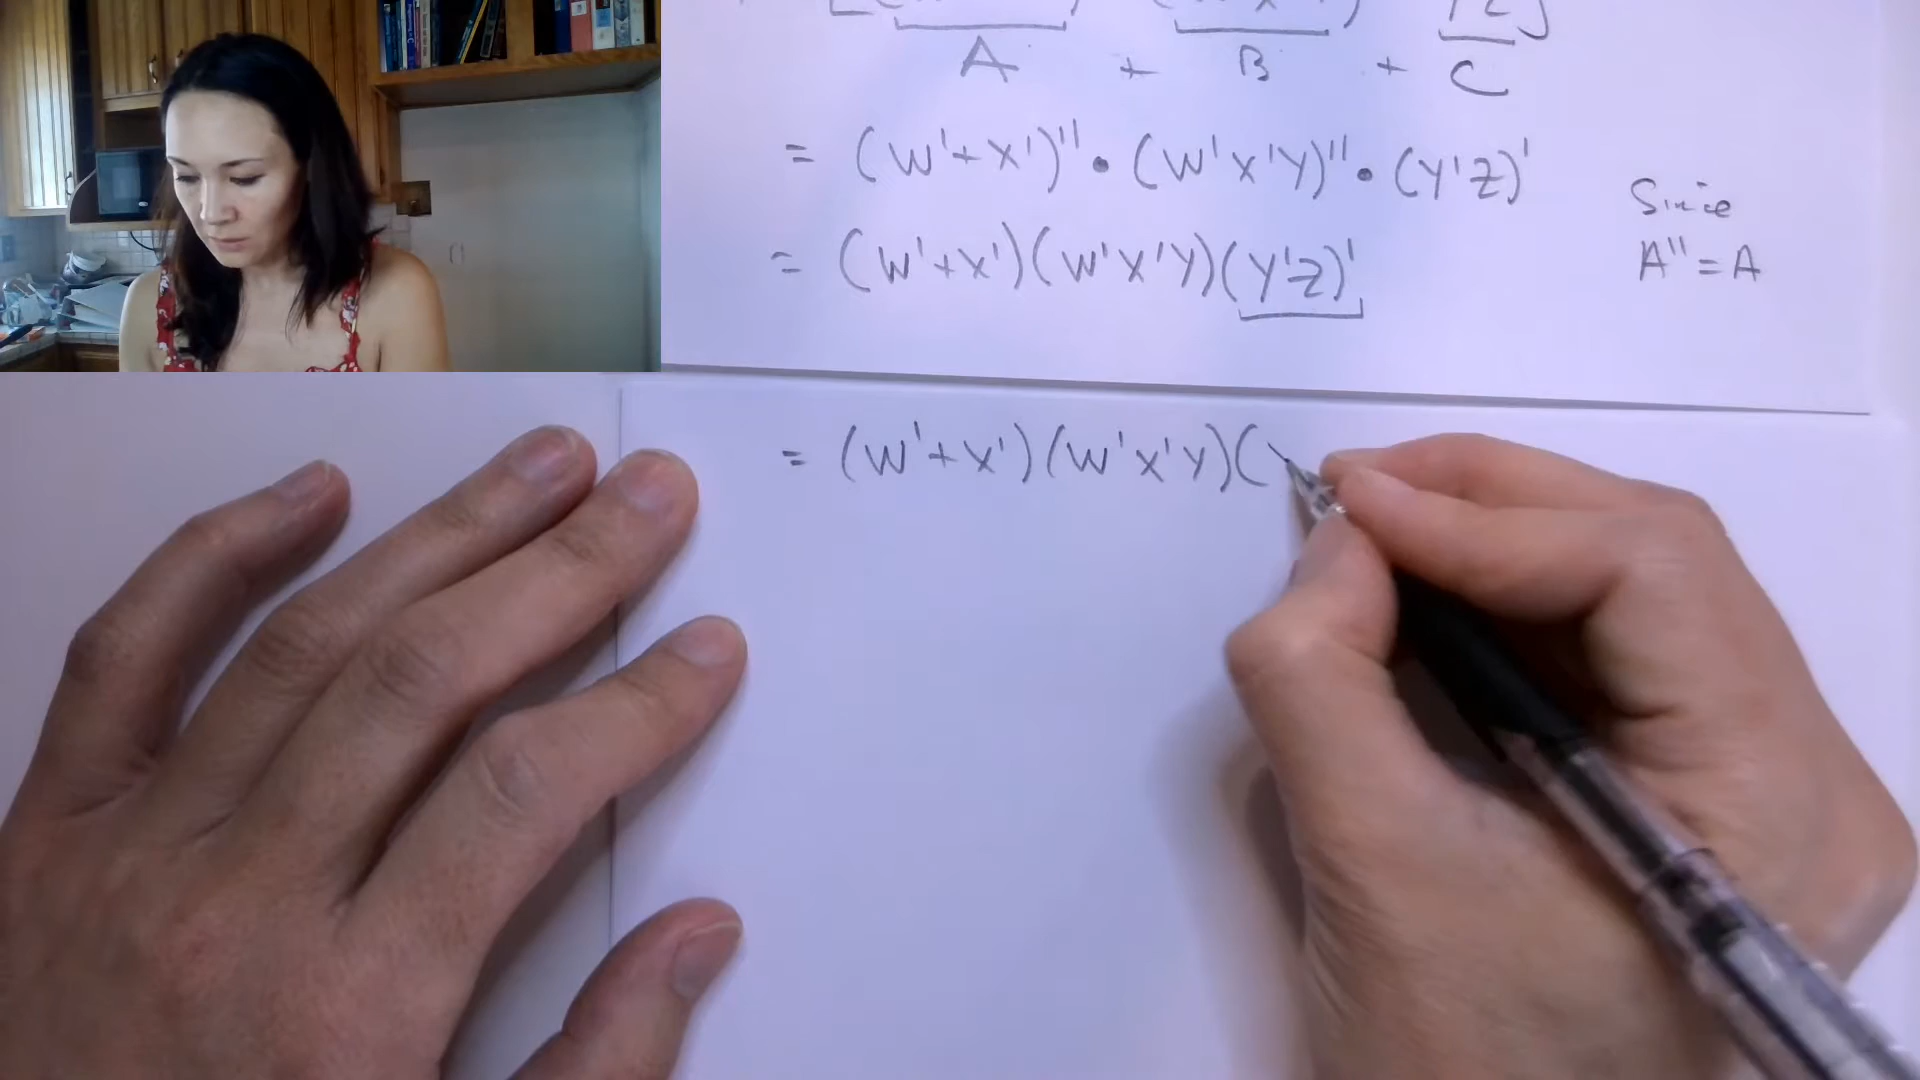 A + B + C
= (W'+X')''•(W'X'Y)''•(Y'Z)'
Since
= (W'+X')(W'X'Y)(Y'Z)'
A''=A
= (W'+X')(W'X'Y)(